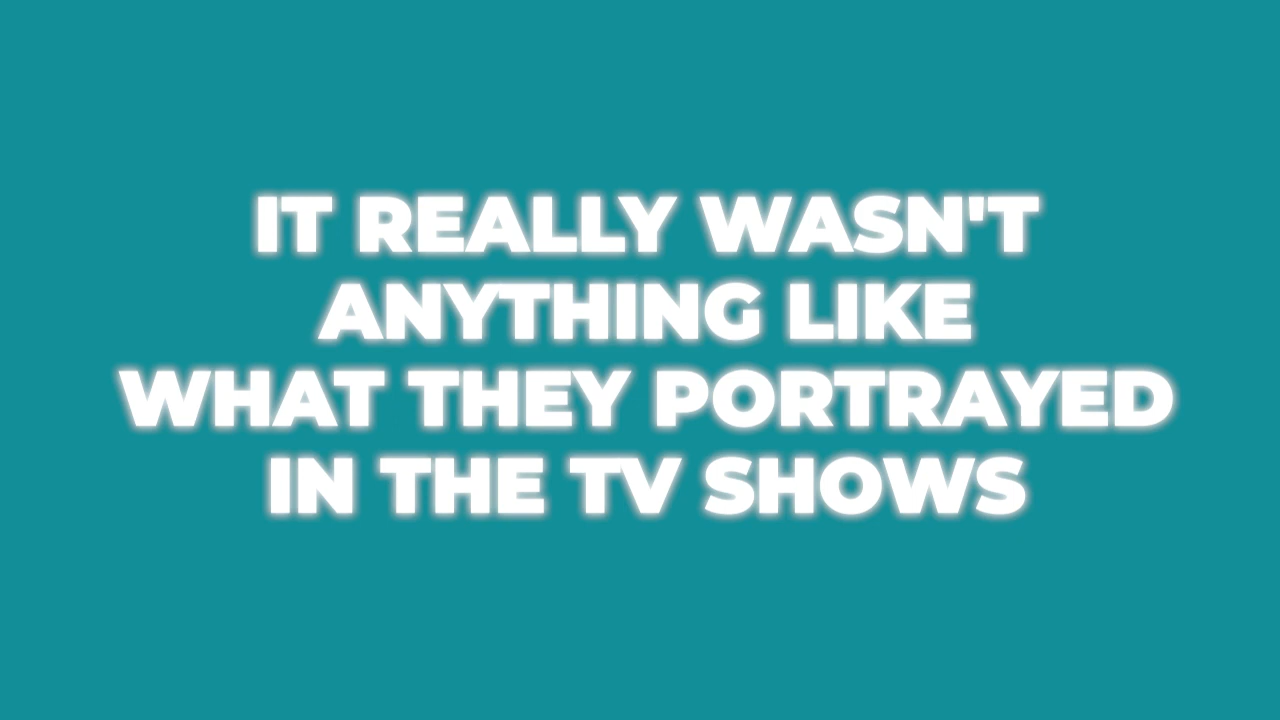 IT REALLY WASN'T
ANYTHING LIKE
WHAT THEY PORTRAYED
IN THE TV SHOWS